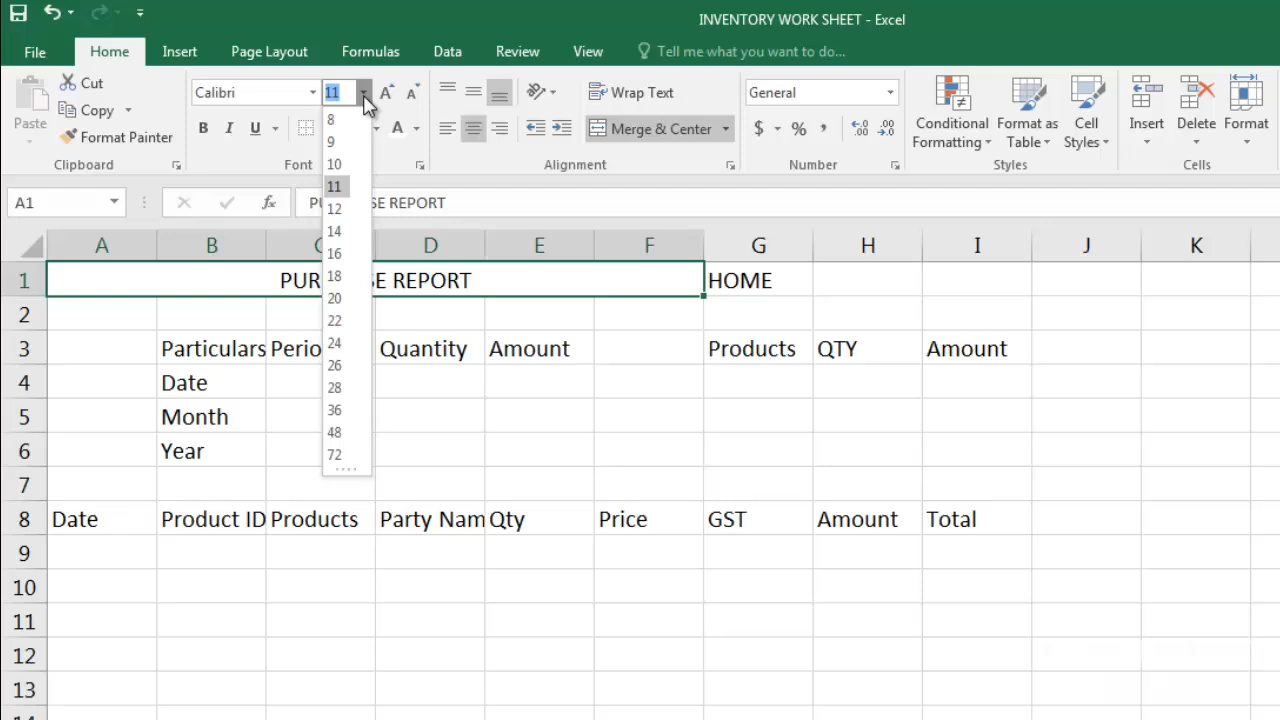 INVENTORY WORK SHEET - Excel
File Home Insert Page Layout Formulas Data Review View Tell me what you want to do...
Paste
Cut
Copy
Format Painter
Clipboard
Calibri 11 A A
B I U A
Font
Wrap Text
Merge & Center
Alignment
General
$ % , .0 .00 .00 .0
Number
Conditional Formatting
Format as Table
Cell Styles
Styles
Insert Delete Format
Cells
8
9
10
11
12
14
16
18
20
22
24
26
28
36
48
72
A1 fx SE REPORT
A B D E F G H I J K
1 SE REPORT HOME
2
3 Particulars Perio Quantity Amount Products QTY Amount
4 Date
5 Month
6 Year
7
8 Date Product ID Products Party Nam Qty Price GST Amount Total
9
10
11
12
13